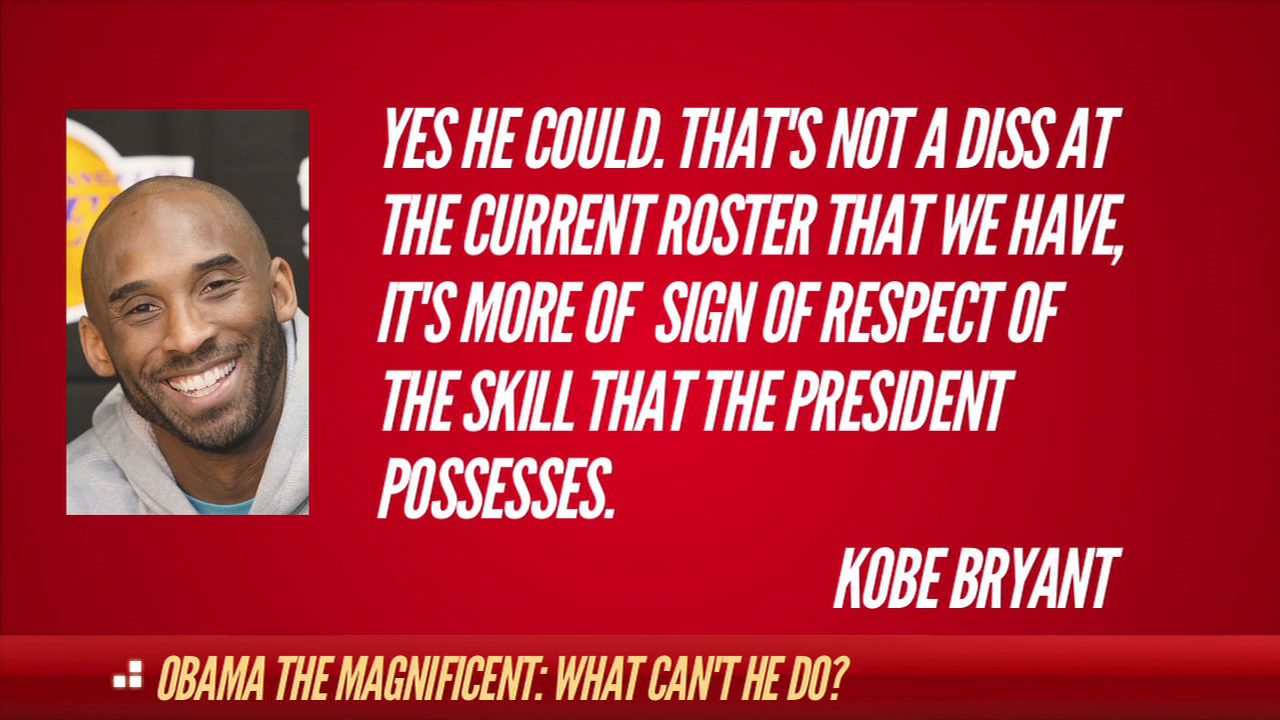 YES HE COULD. THAT'S NOT A DISS AT
THE CURRENT ROSTER THAT WE HAVE,
IT'S MORE OF SIGN OF RESPECT OF
THE SKILL THAT THE PRESIDENT
POSSESSES.
KOBE BRYANT
OBAMA THE MAGNIFICENT: WHAT CAN'T HE DO?